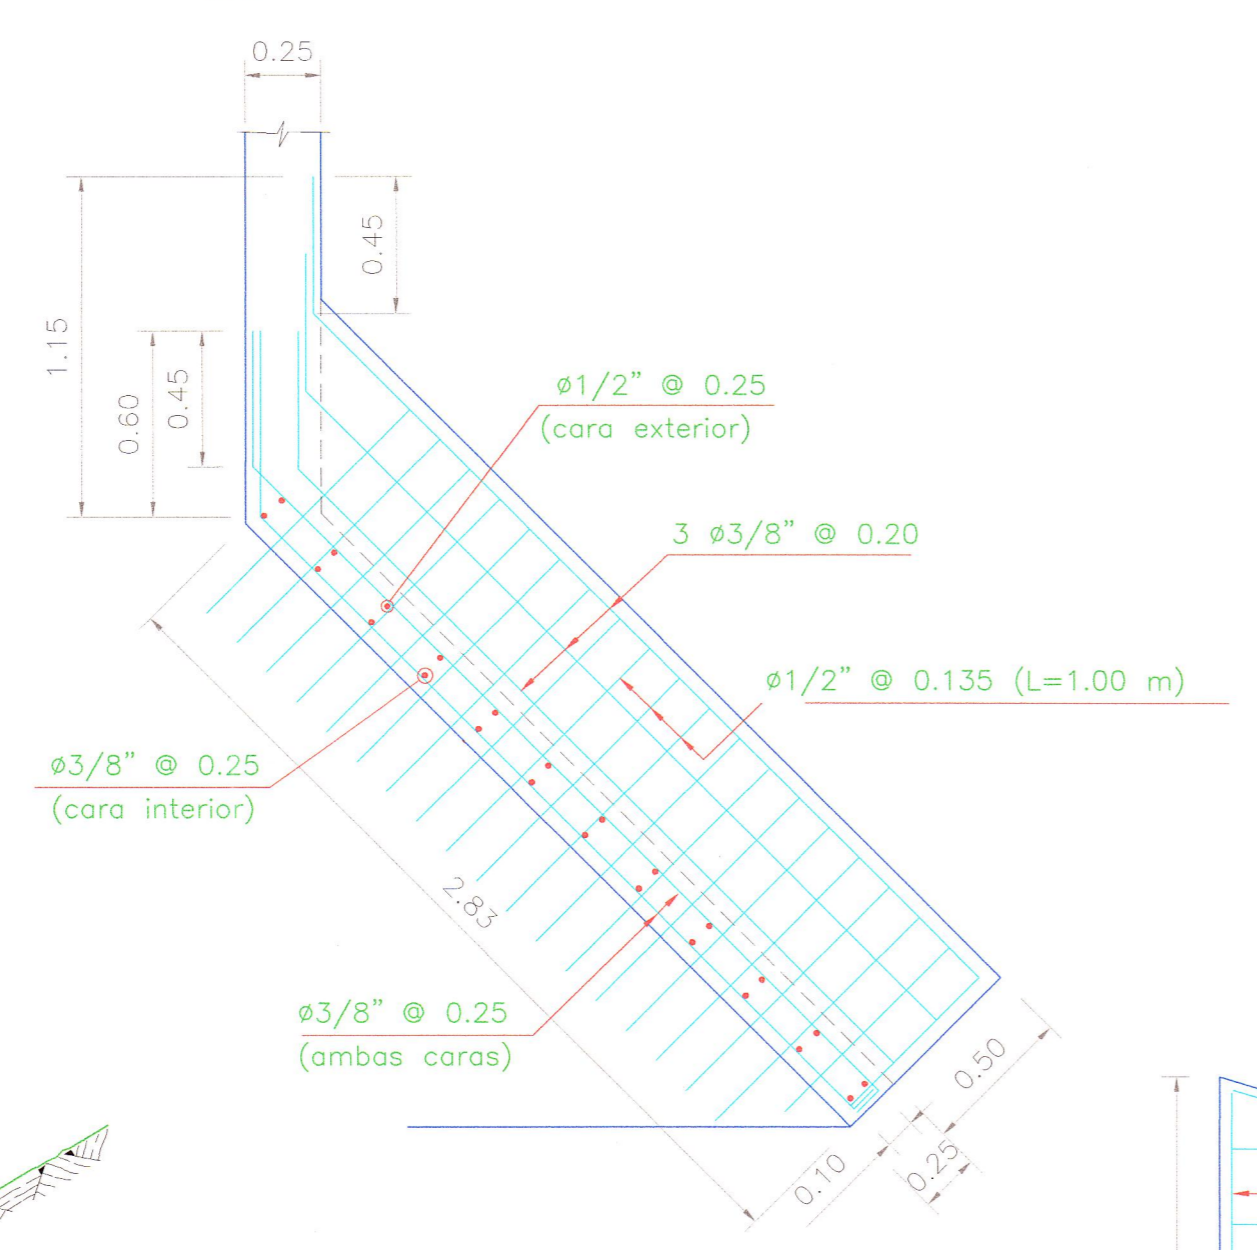 0.25
0.45
1.15
0.60
0.45
ø1/2” @ 0.25
(cara exterior)
3 ø3/8” @ 0.20
ø1/2” @ 0.135 (L=1.00 m)
ø3/8” @ 0.25
(cara interior)
2.83
ø3/8” @ 0.25
(ambas caras)
0.50
0.10
0.25